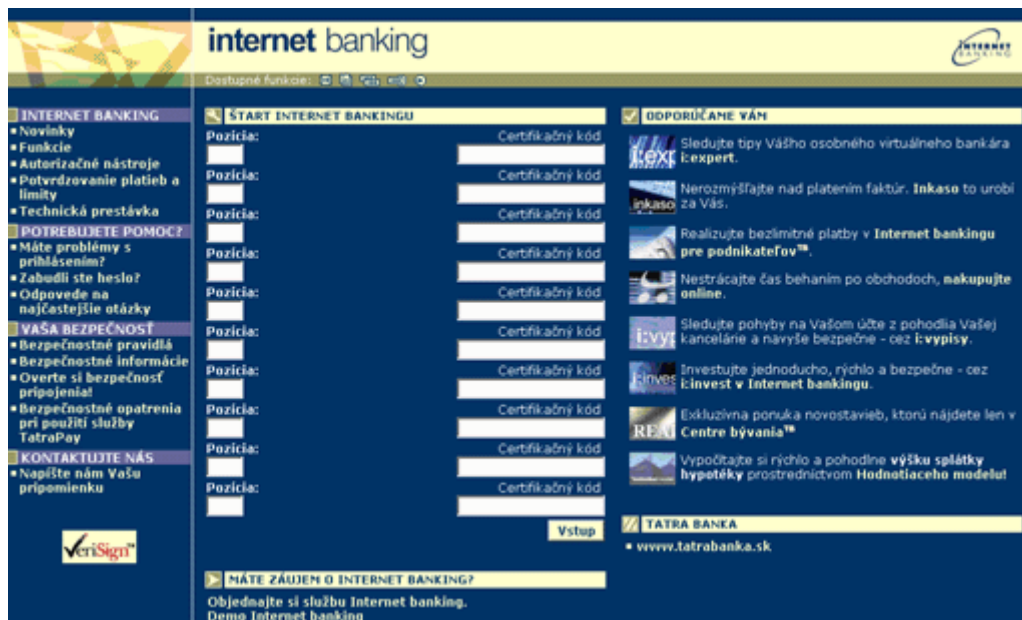 internet banking
INTERNET BANKING
Dostupné funkcie:
INTERNET BANKING
Novinky
Funkcie
Autorizačné nástroje
Potvrdzovanie platieb a
limity
Technická prestávka
POTREBUJETE POMOC?
Máte problémy s
prihlásením?
Zabudli ste heslo?
Odpovede na
najčastejšie otázky
VAŠA BEZPEČNOSŤ
Bezpečnostné pravidlá
Bezpečnostné informácie
Overte si bezpečnosť
pripojenia!
Bezpečnostné opatrenia
pri použití služby
TatraPay
KONTAKTUJTE NÁS
Napíšte nám Vašu
pripomienku
VeriSign™
ŠTART INTERNET BANKINGU
Pozícia: Certifikačný kód
Pozícia: Certifikačný kód
Pozícia: Certifikačný kód
Pozícia: Certifikačný kód
Pozícia: Certifikačný kód
Pozícia: Certifikačný kód
Pozícia: Certifikačný kód
Pozícia: Certifikačný kód
Pozícia: Certifikačný kód
Pozícia: Certifikačný kód
Vstup
MÁTE ZÁUJEM O INTERNET BANKING?
Objednajte si službu Internet banking.
Demo Internet banking
ODPORÚČAME VÁM
i:exp
Sledujte tipy Vášho osobného virtuálneho bankára
i:expert.
inkaso
Nerozmýšľajte nad platením faktúr. Inkaso to urobí
za Vás.
Realizujte bezlimitné platby v Internet bankingu
pre podnikateľov™.
Nestrácajte čas behaním po obchodoch, nakupujte
online.
i:vyp
Sledujte pohyby na Vašom účte z pohodlia Vašej
kancelárie a navyše bezpečne - cez i:vypisy.
i:inves
Investujte jednoducho, rýchlo a bezpečne - cez
i:invest v Internet bankingu.
REA
Exkluzívna ponuka novostavieb, ktorú nájdete len v
Centre bývania™
Vypočítajte si rýchlo a pohodlne výšku splátky
hypotéky prostredníctvom Hodnotiaceho modelu!
TATRA BANKA
www.tatrabanka.sk